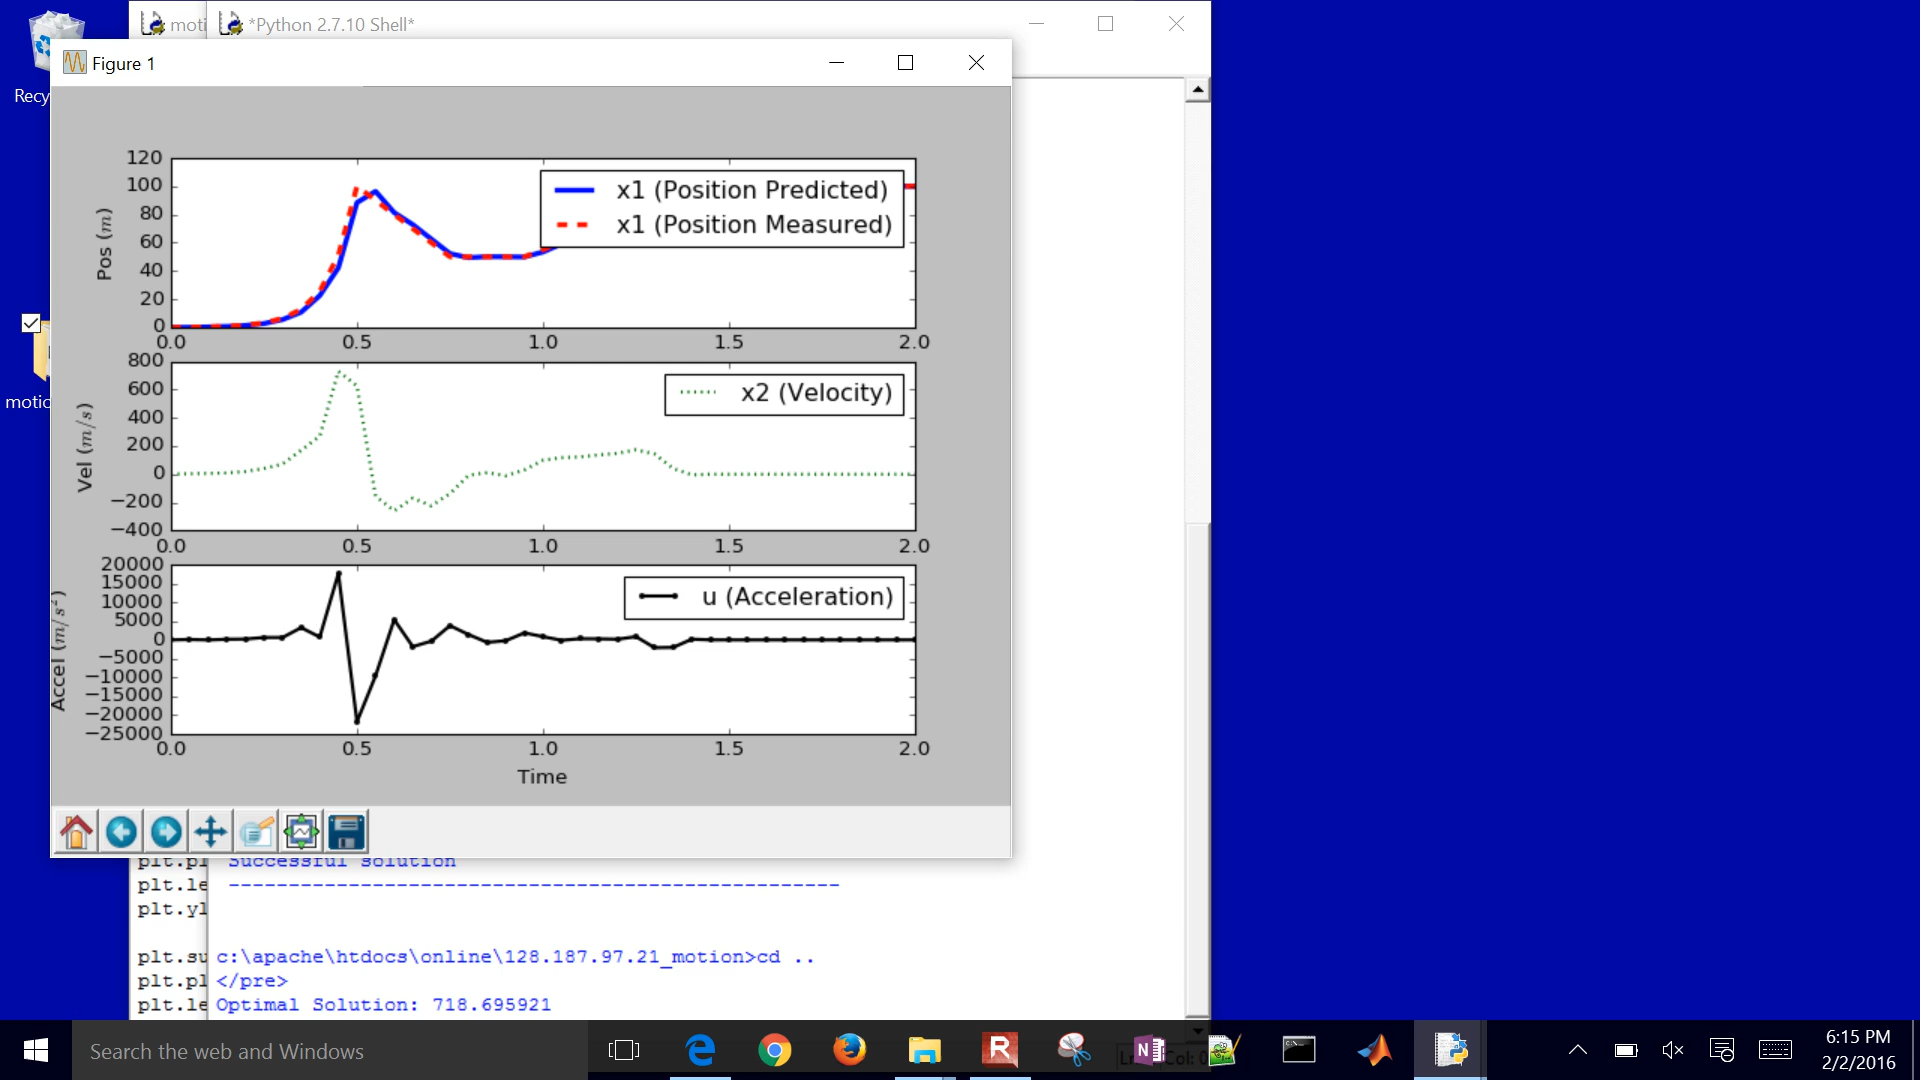 moti
*Python 2.7.10 Shell*
Recy
Figure 1
120
100
80
60
40
20
0
Pos (m)
x1 (Position Predicted)
x1 (Position Measured)
0.0 0.5 1.0 1.5 2.0
motio
800
600
400
200
0
−200
−400
Vel (m/s)
x2 (Velocity)
0.0 0.5 1.0 1.5 2.0
20000
15000
10000
5000
0
−5000
−10000
−15000
−20000
−25000
Accel (m/s²)
u (Acceleration)
0.0 0.5 1.0 1.5 2.0
Time
plt.pl Successful solution
plt.le --------------------------------------------------
plt.yl
plt.su c:\apache\htdocs\online\128.187.97.21_motion>cd ..
plt.pl </pre>
plt.le Optimal Solution: 718.695921
Search the web and Windows
6:15 PM
2/2/2016